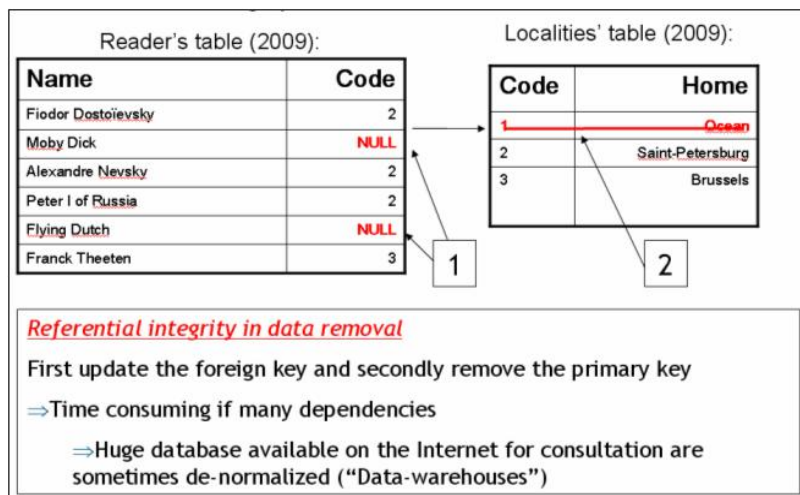 Reader's table (2009):
Localities' table (2009):
Name Code
Fiodor Dostoïevsky 2
Moby Dick NULL
Alexandre Nevsky 2
Peter I of Russia 2
Flying Dutch NULL
Franck Theeten 3
Code Home
1 Ocean
2 Saint-Petersburg
3 Brussels
1
2
Referential integrity in data removal
First update the foreign key and secondly remove the primary key
⇒Time consuming if many dependencies
⇒Huge database available on the Internet for consultation are
sometimes de-normalized (“Data-warehouses”)